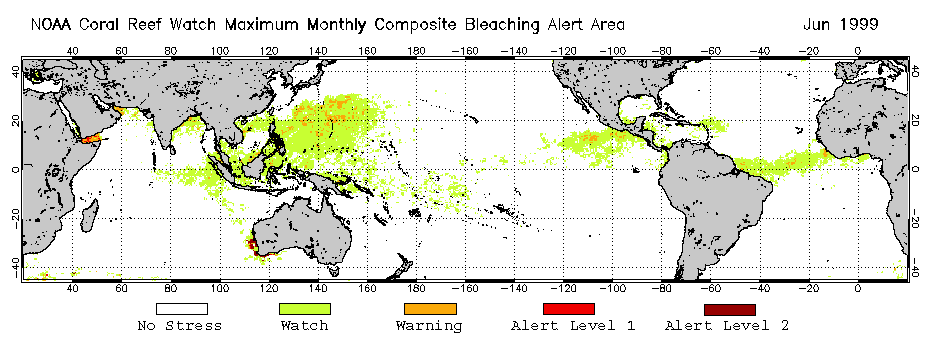 NOAA Coral Reef Watch Maximum Monthly Composite Bleaching Alert Area Jun 1999
40 60 80 100 120 140 160 180 -160 -140 -120 -100 -80 -60 -40 -20 0
40 40
20 20
0 0
-20 -20
-40 -40
40 60 80 100 120 140 160 180 -160 -140 -120 -100 -80 -60 -40 -20 0
No Stress Watch Warning Alert Level 1 Alert Level 2